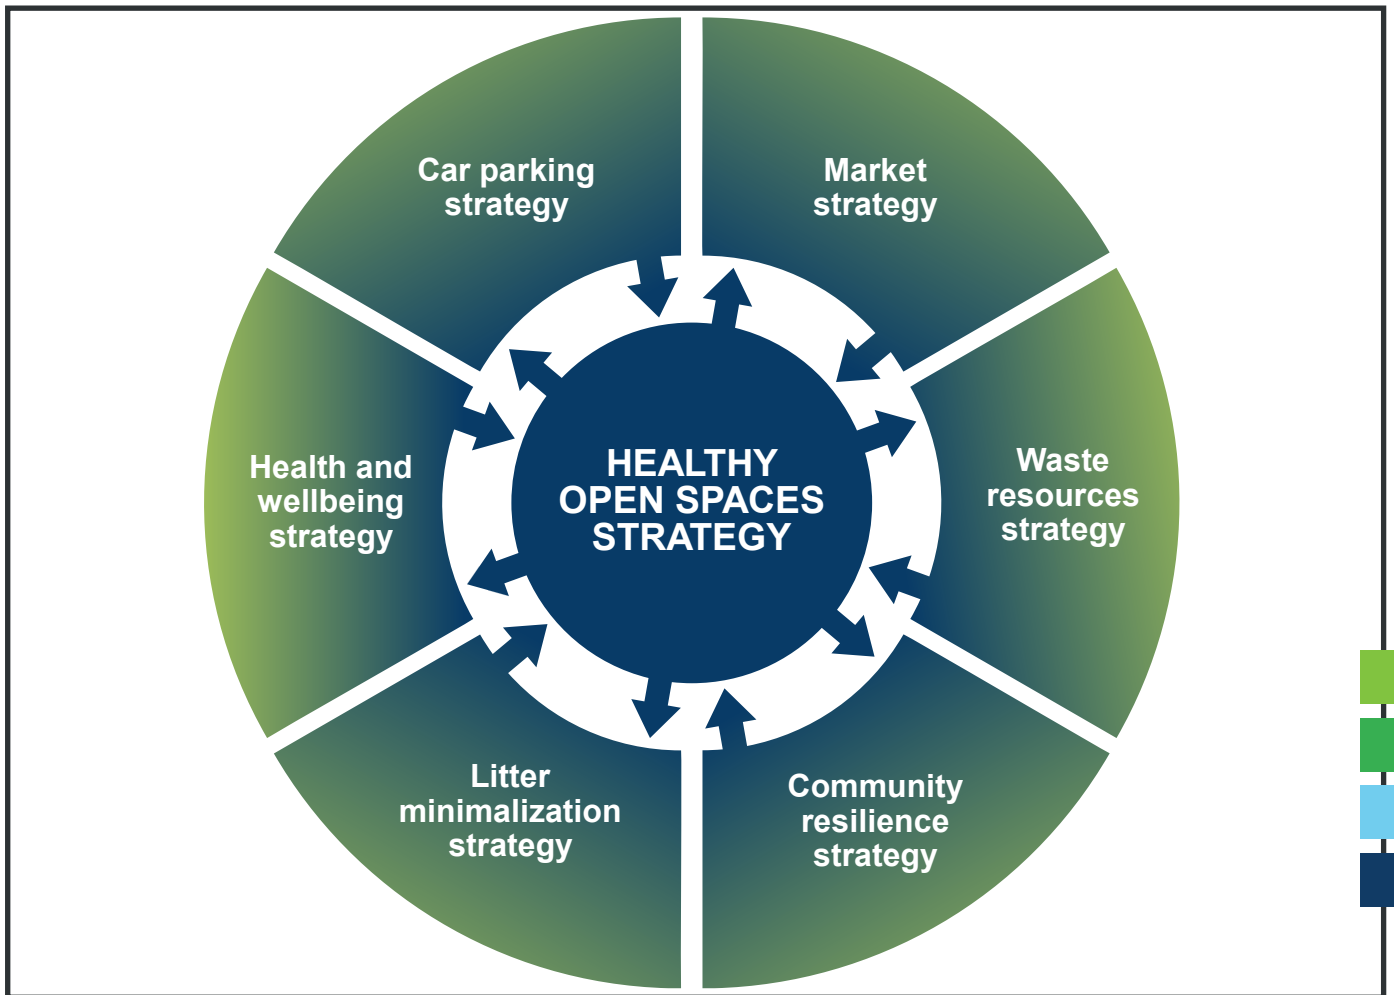 Car parking
strategy
Market
strategy
Health and
wellbeing
strategy
HEALTHY
OPEN SPACES
STRATEGY
Waste
resources
strategy
Litter
minimalization
strategy
Community
resilience
strategy